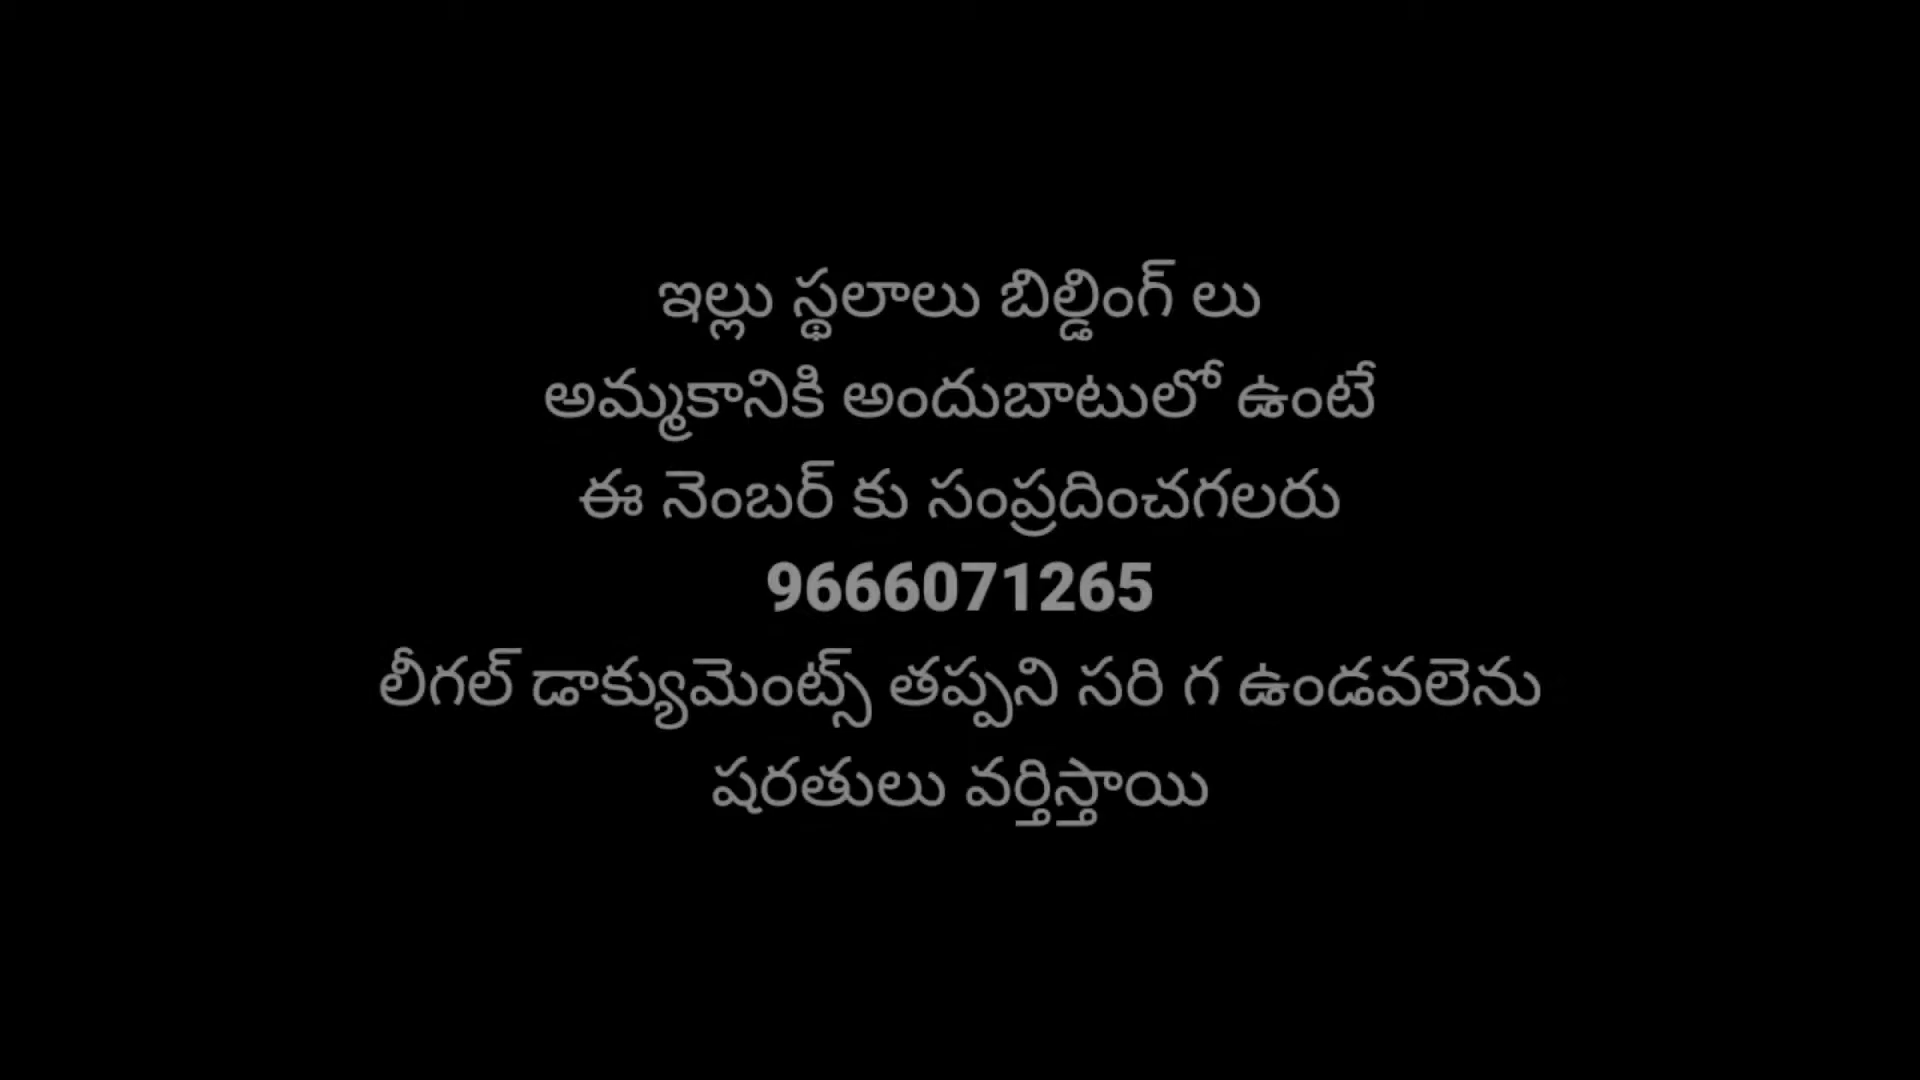 ఇల్లు స్థలాలు బిల్డింగ్ లు
అమ్మకానికి అందుబాటులో ఉంటే
ఈ నెంబర్ కు సంప్రదించగలరు
9666071265
లీగల్ డాక్యుమెంట్స్ తప్పని సరి గ ఉండవలెను
షరతులు వర్తిస్తాయి